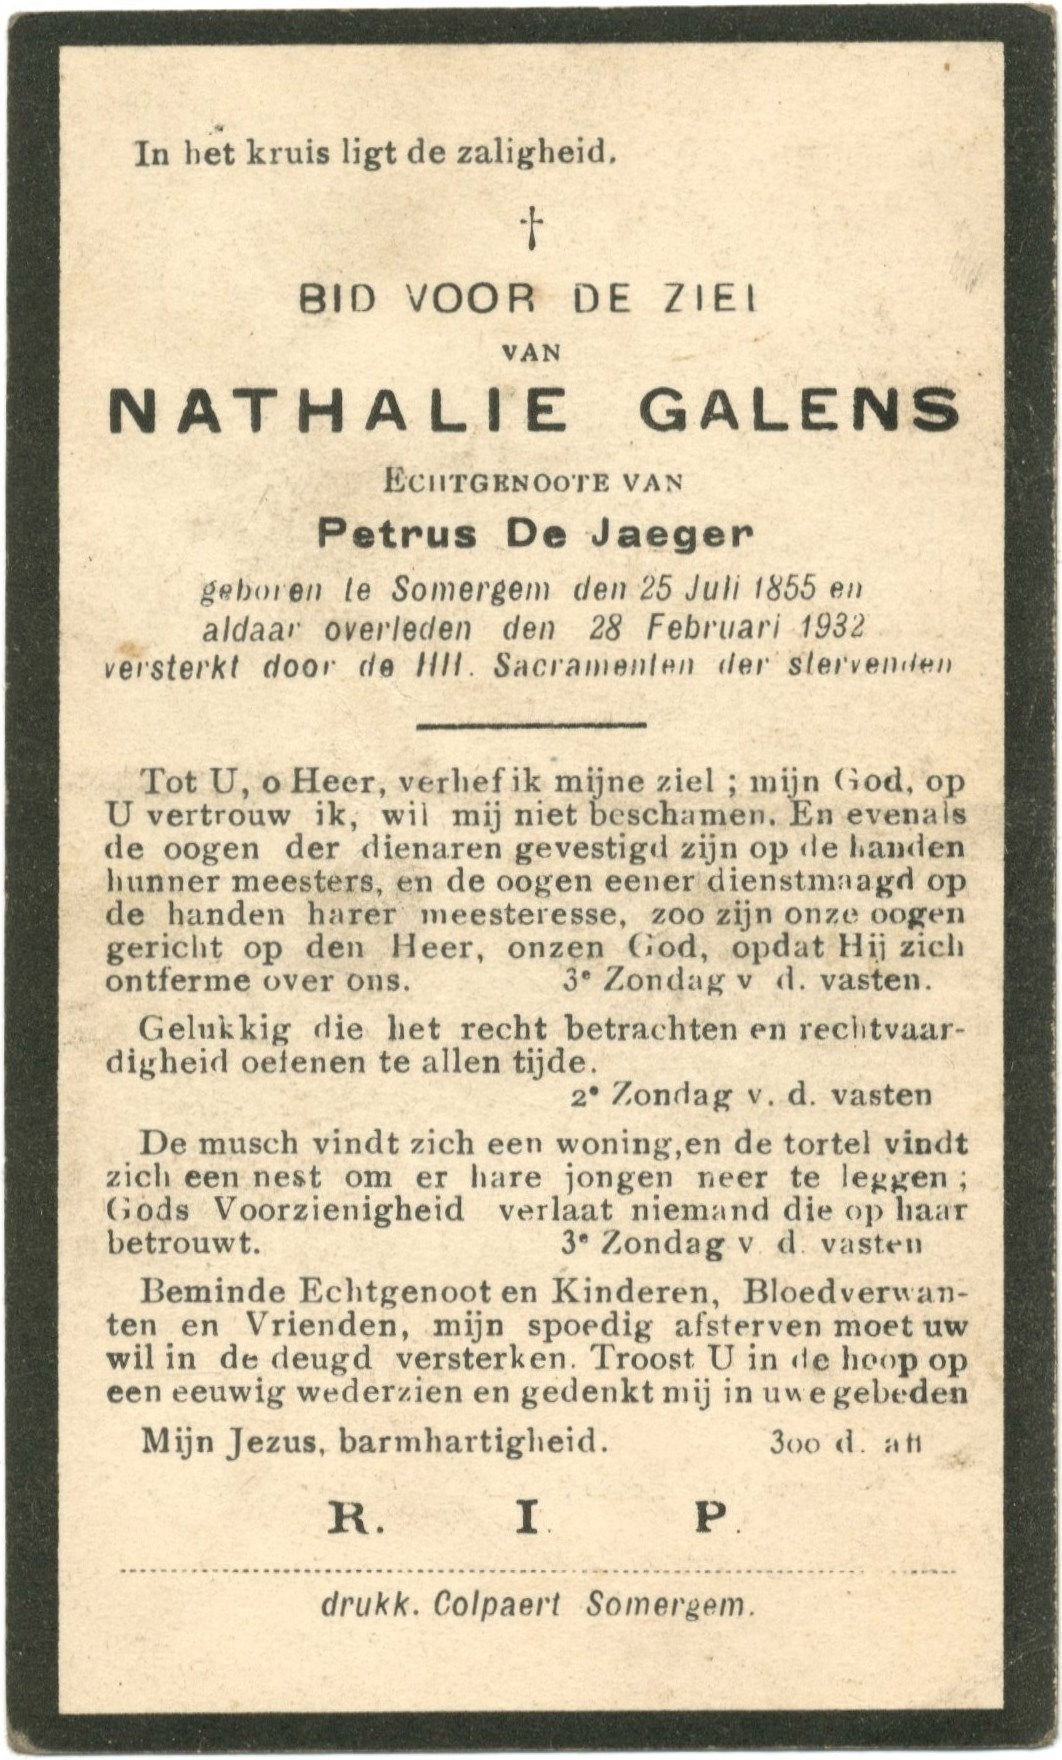 In het kruis ligt de zaligheid.
†
BID VOOR DE ZIEL
VAN
NATHALIE GALENS
ECHTGENOOTE VAN
Petrus De Jaeger
geboren te Somergem den 25 Juli 1855 en
aldaar overleden den 28 Februari 1932
versterkt door de HH. Sacramenten der stervenden
Tot U, o Heer, verhef ik mijne ziel ; mijn God, op
U vertrouw ik, wil mij niet beschamen. En evenals
de oogen der dienaren gevestigd zijn op de handen
hunner meesters, en de oogen eener dienstmaagd op
de handen harer meesteresse, zoo zijn onze oogen
gericht op den Heer, onzen God, opdat Hij zich
ontferme over ons. 3e Zondag v d. vasten.
Gelukkig die het recht betrachten en rechtvaar-
digheid oefenen te allen tijde.
2e Zondag v. d. vasten
De musch vindt zich een woning,en de tortel vindt
zich een nest om er hare jongen neer te leggen ;
Gods Voorzienigheid verlaat niemand die op haar
betrouwt. 3e Zondag v d. vasten
Beminde Echtgenoot en Kinderen, Bloedverwan-
ten en Vrienden, mijn spoedig afsterven moet uw
wil in de deugd versterken. Troost U in de hoop op
een eeuwig wederzien en gedenkt mij in uwe gebeden
Mijn Jezus, barmhartigheid. 300 d. afl
R. I. P.
drukk. Colpaert Somergem.